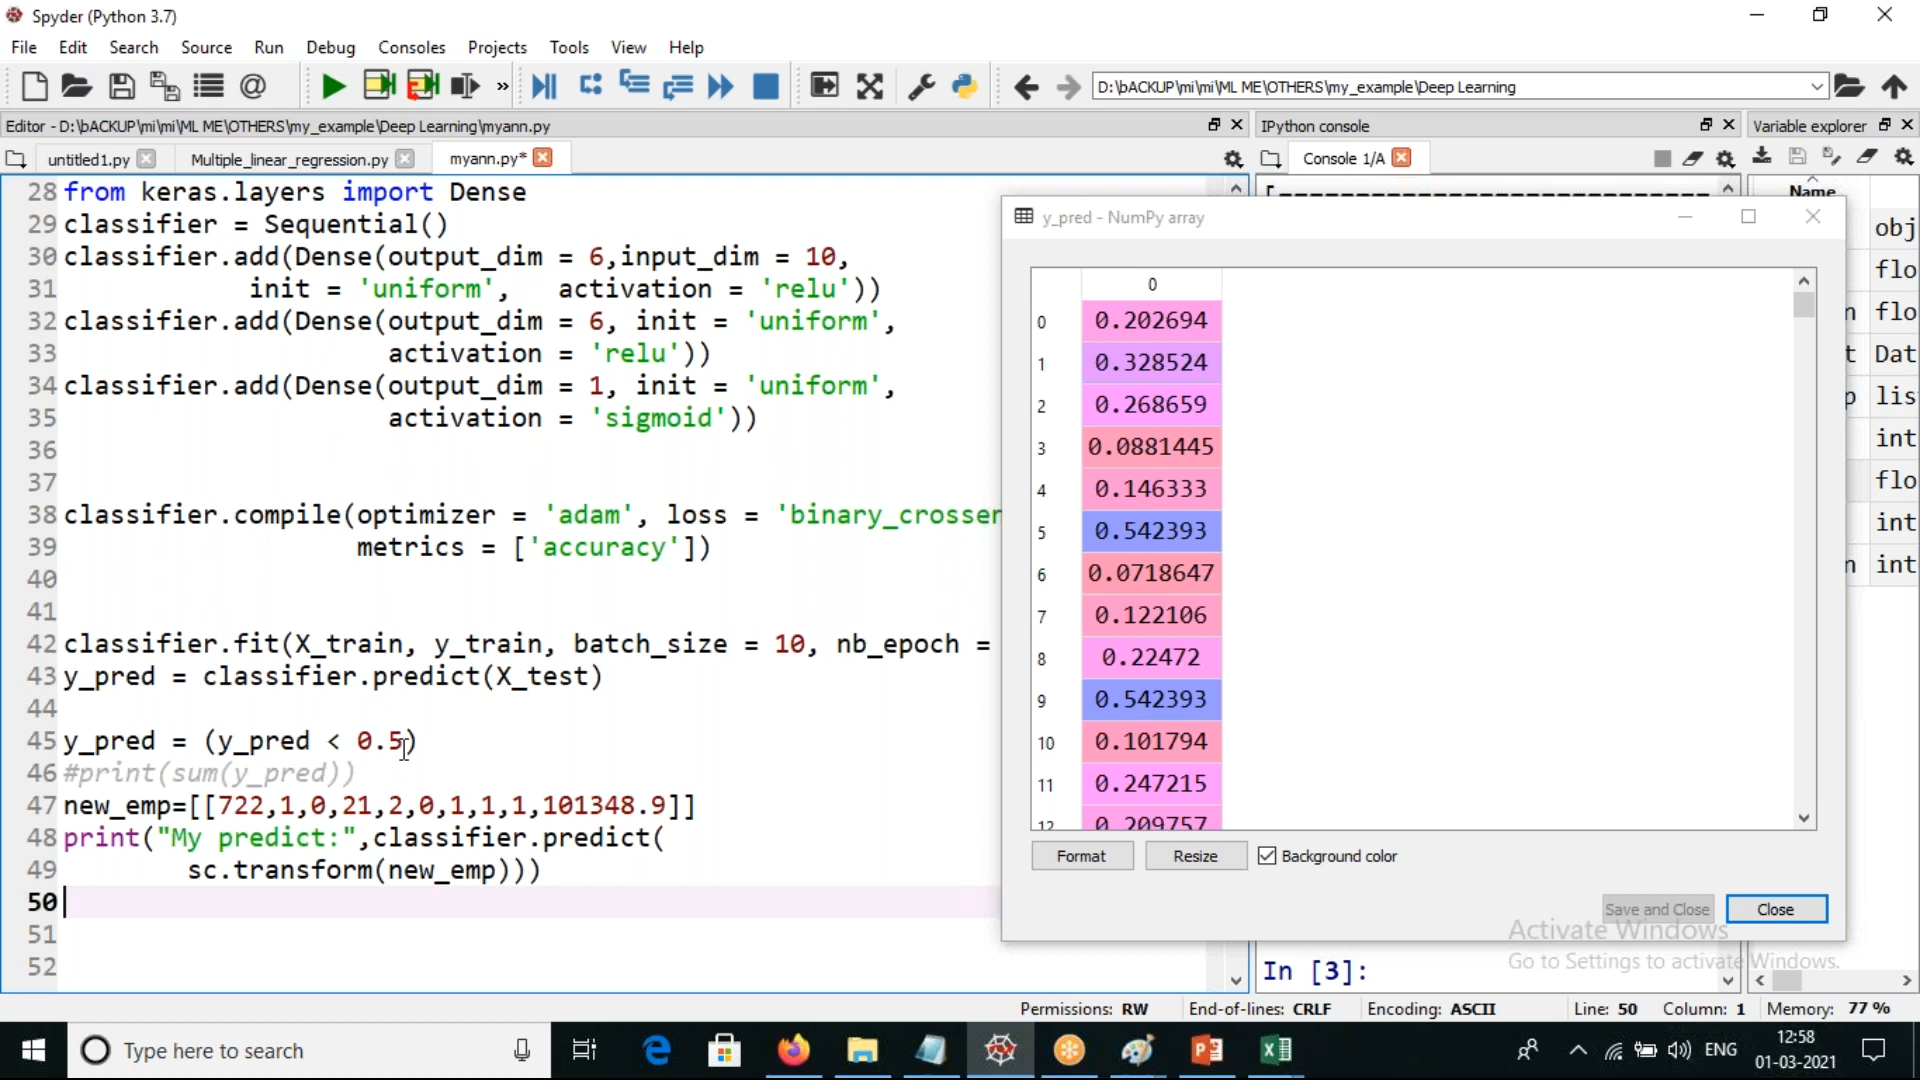 Spyder (Python 3.7)
File Edit Search Source Run Debug Consoles Projects Tools View Help
D:\bACKUP\mi\mi\ML ME\OTHERS\my_example\Deep Learning
Editor - D:\bACKUP\mi\mi\ML ME\OTHERS\my_example\Deep Learning\myann.py
IPython console
Variable explorer
untitled1.py
Multiple_linear_regression.py
myann.py*
Console 1/A
Name
28 from keras.layers import Dense
29 classifier = Sequential()
30 classifier.add(Dense(output_dim = 6,input_dim = 10,
31 init = 'uniform', activation = 'relu'))
32 classifier.add(Dense(output_dim = 6, init = 'uniform',
33 activation = 'relu'))
34 classifier.add(Dense(output_dim = 1, init = 'uniform',
35 activation = 'sigmoid'))
36
37
38 classifier.compile(optimizer = 'adam', loss = 'binary_crosser
39 metrics = ['accuracy'])
40
41
42 classifier.fit(X_train, y_train, batch_size = 10, nb_epoch =
43 y_pred = classifier.predict(X_test)
44
45 y_pred = (y_pred < 0.5)
46 #print(sum(y_pred))
47 new_emp=[[722,1,0,21,2,0,1,1,1,101348.9]]
48 print("My predict:",classifier.predict(
49 sc.transform(new_emp)))
50
51
52
y_pred - NumPy array
0
0 0.202694
1 0.328524
2 0.268659
3 0.0881445
4 0.146333
5 0.542393
6 0.0718647
7 0.122106
8 0.22472
9 0.542393
10 0.101794
11 0.247215
12 0.209757
Format Resize Background color
Save and Close Close
obj
flo
n flo
t Dat
p lis
int
flo
int
n int
Activate Windows
Go to Settings to activate Windows.
In [3]:
Permissions: RW End-of-lines: CRLF Encoding: ASCII Line: 50 Column: 1 Memory: 77 %
Type here to search
ENG
12:58
01-03-2021